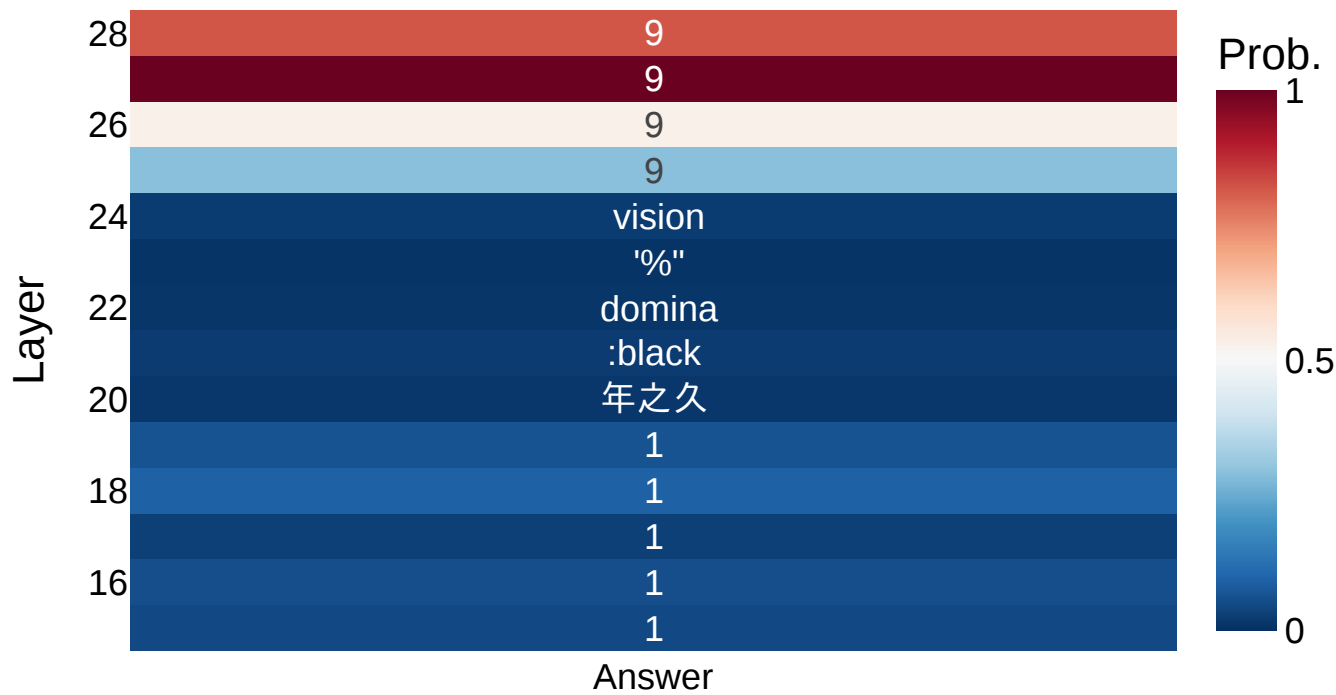 28 9
Prob.
9
1
26 9
9
24 vision
'%"
Layer
22 domina
:black
0.5
20 年之久
1
18 1
1
16 1
1
0
Answer